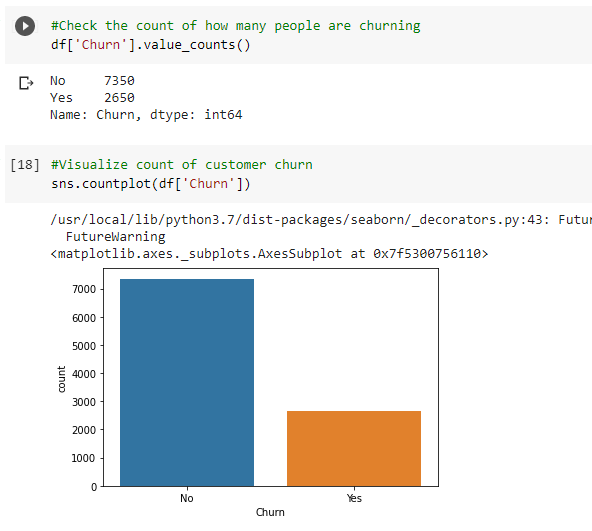 #Check the count of how many people are churning
df['Churn'].value_counts()
No 7350
Yes 2650
Name: Churn, dtype: int64
[18] #Visualize count of customer churn
sns.countplot(df['Churn'])
/usr/local/lib/python3.7/dist-packages/seaborn/_decorators.py:43: Futur
FutureWarning
<matplotlib.axes._subplots.AxesSubplot at 0x7f5300756110>
7000
6000
5000
4000
3000
2000
1000
0
count
No Yes
Churn